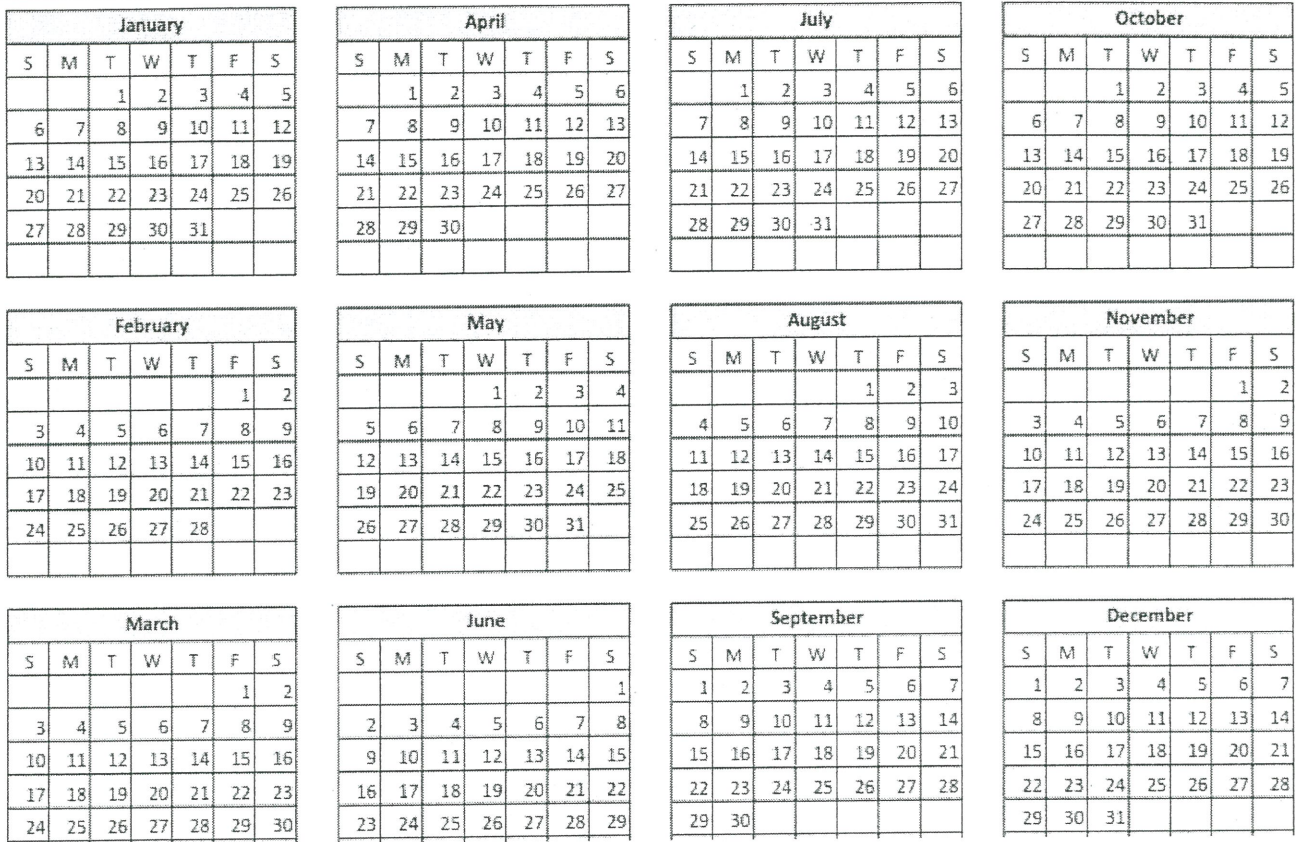 January
S M T W T F S
1 2 3 4 5
6 7 8 9 10 11 12
13 14 15 16 17 18 19
20 21 22 23 24 25 26
27 28 29 30 31
April
S M T W T F S
1 2 3 4 5 6
7 8 9 10 11 12 13
14 15 16 17 18 19 20
21 22 23 24 25 26 27
28 29 30
July
S M T W T F S
1 2 3 4 5 6
7 8 9 10 11 12 13
14 15 16 17 18 19 20
21 22 23 24 25 26 27
28 29 30 31
October
S M T W T F S
1 2 3 4 5
6 7 8 9 10 11 12
13 14 15 16 17 18 19
20 21 22 23 24 25 26
27 28 29 30 31
February
S M T W T F S
1 2
3 4 5 6 7 8 9
10 11 12 13 14 15 16
17 18 19 20 21 22 23
24 25 26 27 28
May
S M T W T F S
1 2 3 4
5 6 7 8 9 10 11
12 13 14 15 16 17 18
19 20 21 22 23 24 25
26 27 28 29 30 31
August
S M T W T F S
1 2 3
4 5 6 7 8 9 10
11 12 13 14 15 16 17
18 19 20 21 22 23 24
25 26 27 28 29 30 31
November
S M T W T F S
1 2
3 4 5 6 7 8 9
10 11 12 13 14 15 16
17 18 19 20 21 22 23
24 25 26 27 28 29 30
March
S M T W T F S
1 2
3 4 5 6 7 8 9
10 11 12 13 14 15 16
17 18 19 20 21 22 23
24 25 26 27 28 29 30
June
S M T W T F S
1
2 3 4 5 6 7 8
9 10 11 12 13 14 15
16 17 18 19 20 21 22
23 24 25 26 27 28 29
September
S M T W T F S
1 2 3 4 5 6 7
8 9 10 11 12 13 14
15 16 17 18 19 20 21
22 23 24 25 26 27 28
29 30
December
S M T W T F S
1 2 3 4 5 6 7
8 9 10 11 12 13 14
15 16 17 18 19 20 21
22 23 24 25 26 27 28
29 30 31